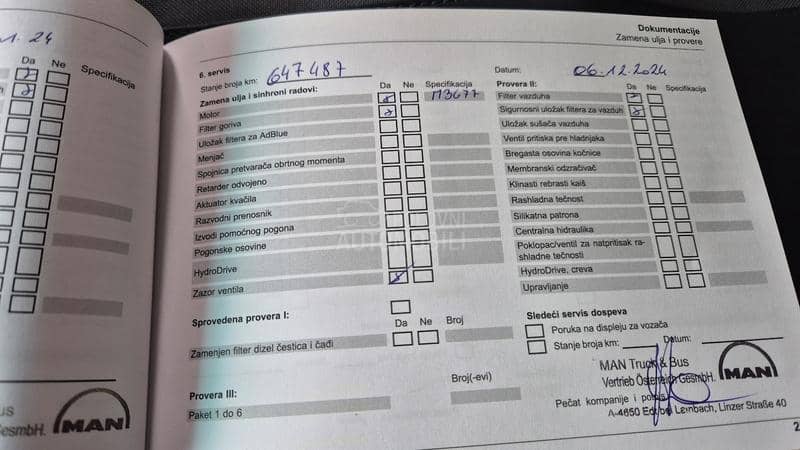 11. 24
Da Ne Specifikacija
GesmbH. MAN
Dokumentacije
Zamena ulja i provere
6. servis
Stanje broja km: 647487
Datum: 06.12.2024
Zamena ulja i sinhroni radovi: Da Ne Specifikacija
Motor M3677
Filter goriva
Uložak filtera za AdBlue
Menjač
Spojnica pretvarača obrtnog momenta
Retarder odvojeno
Aktuator kvačila
Razvodni prenosnik
Izvodi pomoćnog pogona
Pogonske osovine
HydroDrive
Zazor ventila
Sprovedena provera I:
Da Ne Broj
Zamenjen filter dizel čestica i čađi
Broj(-evi)
Provera III:
Paket 1 do 6
Provera II: Da Ne Specifikacija
Filter vazduha
Sigurnosni uložak filtera za vazduh
Uložak sušača vazduha
Ventil pritiska pre hladnjaka
Bregasta osovina kočnice
Membranski odzračivač
Klinasti rebrasti kaiš
Rashladna tečnost
Silikatna patrona
Centralna hidraulika
Poklopac/ventil za natpritisak ra-
shladne tečnosti
HydroDrive, creva
Upravljanje
Sledeći servis dospeva
Poruka na displeju za vozača
Stanje broja km: Datum:
MAN Truck & Bus
Vertrieb Österreich GesmbH. MAN
Pečat kompanije i potpis
A-4650 Edt bei Lambach, Linzer Straße 40
AUTOMOBILI